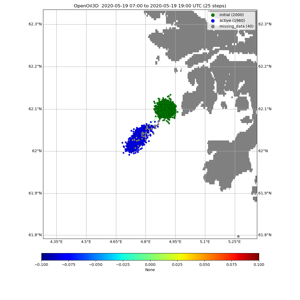 OpenOil3D 2020-05-19 07:00 to 2020-05-19 19:00 UTC (25 steps)
62.3°N
62.3°N
initial (2000)
active (1960)
missing_data (40)
62.2°N
62.2°N
62.1°N
62.1°N
62°N
62°N
61.9°N
61.9°N
61.8°N
61.8°N
4.35°E
4.5°E
4.65°E
4.8°E
4.95°E
5.1°E
5.25°E
-0.100
-0.075
-0.050
-0.025
0.000
0.025
0.050
0.075
0.100
None